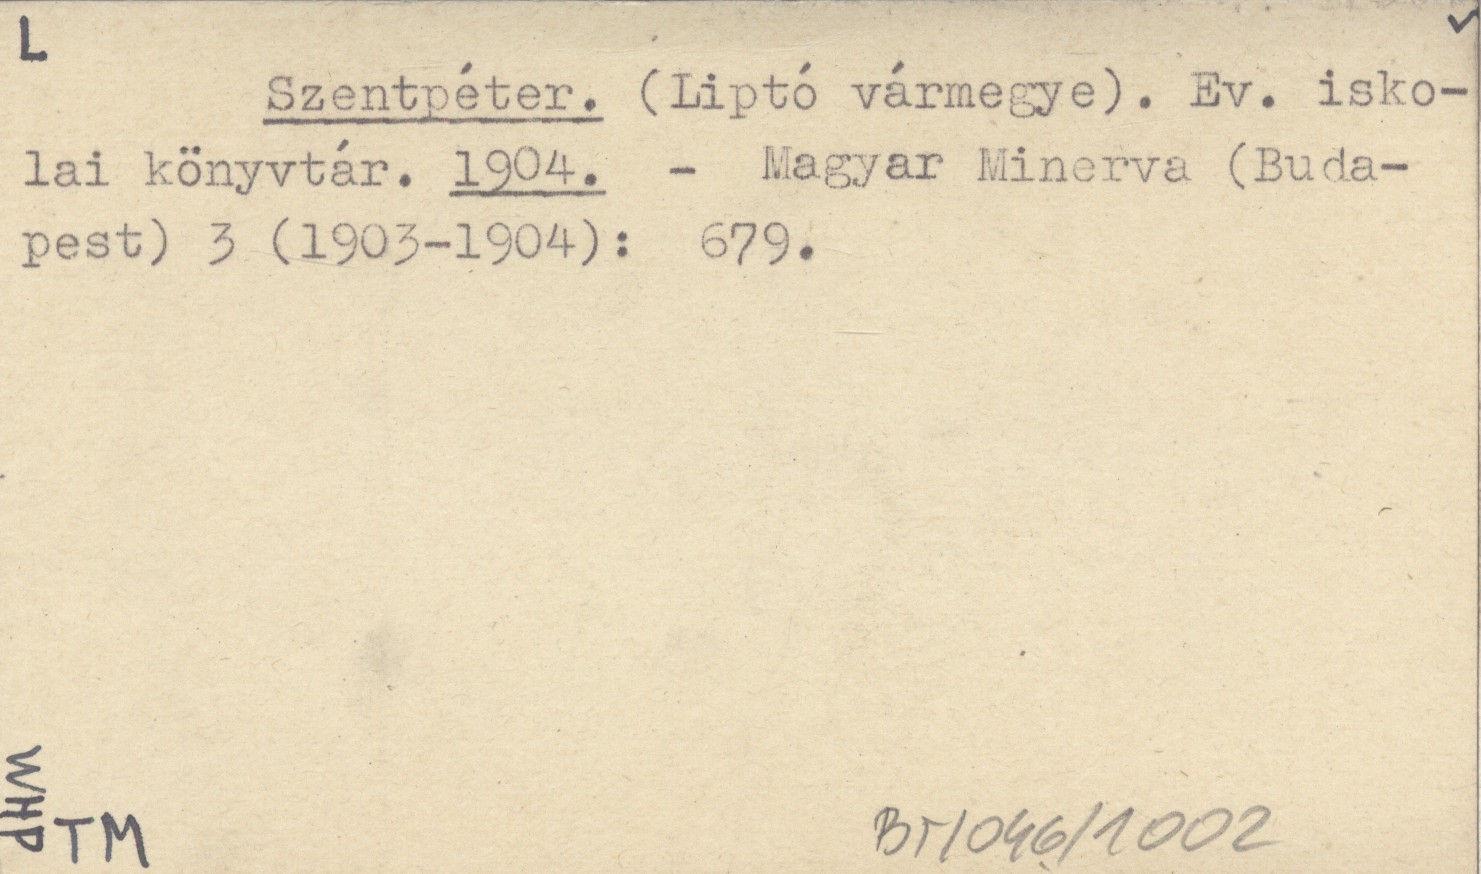 L
Szentpéter. (Liptó vármegye). Ev. isko-
lai könyvtár. 1904. - Magyar Minerva (Buda-
pest) 3 (1903-1904): 679.
WHP
TM
BT/046/1002